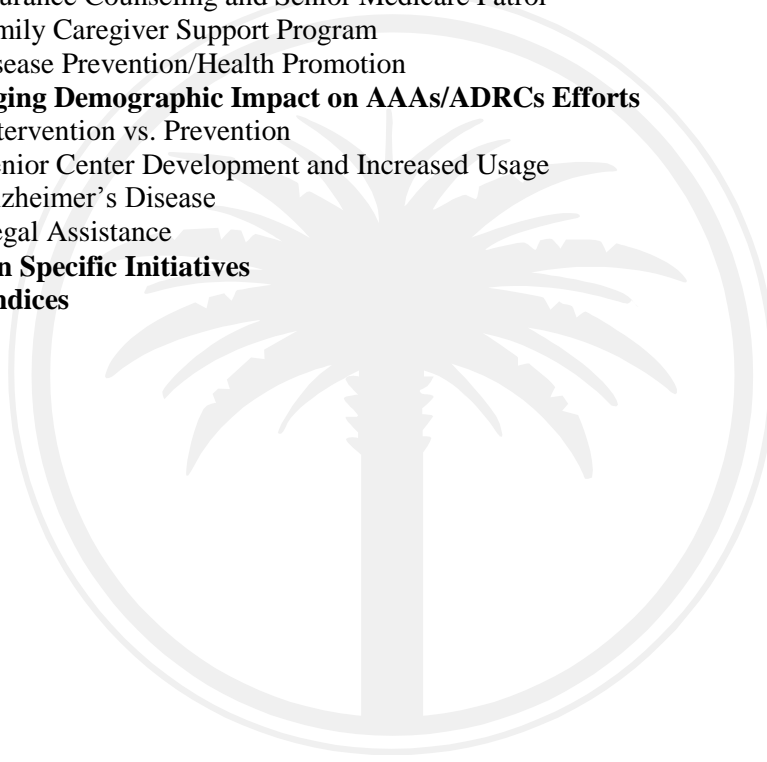 urance Counseling and Senior Medicare Patrol
mily Caregiver Support Program
sease Prevention/Health Promotion
ging Demographic Impact on AAAs/ADRCs Efforts
tervention vs. Prevention
enior Center Development and Increased Usage
zheimer’s Disease
egal Assistance
n Specific Initiatives
ndices